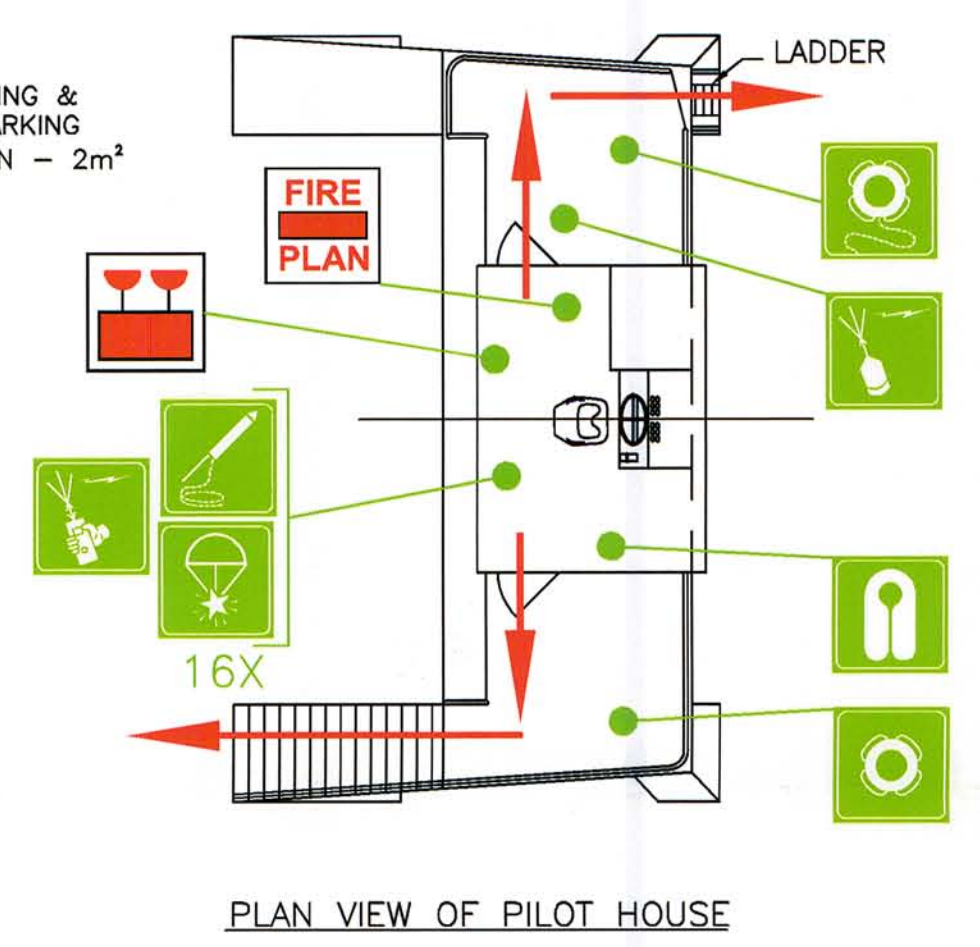 LADDER
ING &
ARKING
N – 2m²
FIRE
PLAN
16X
PLAN VIEW OF PILOT HOUSE